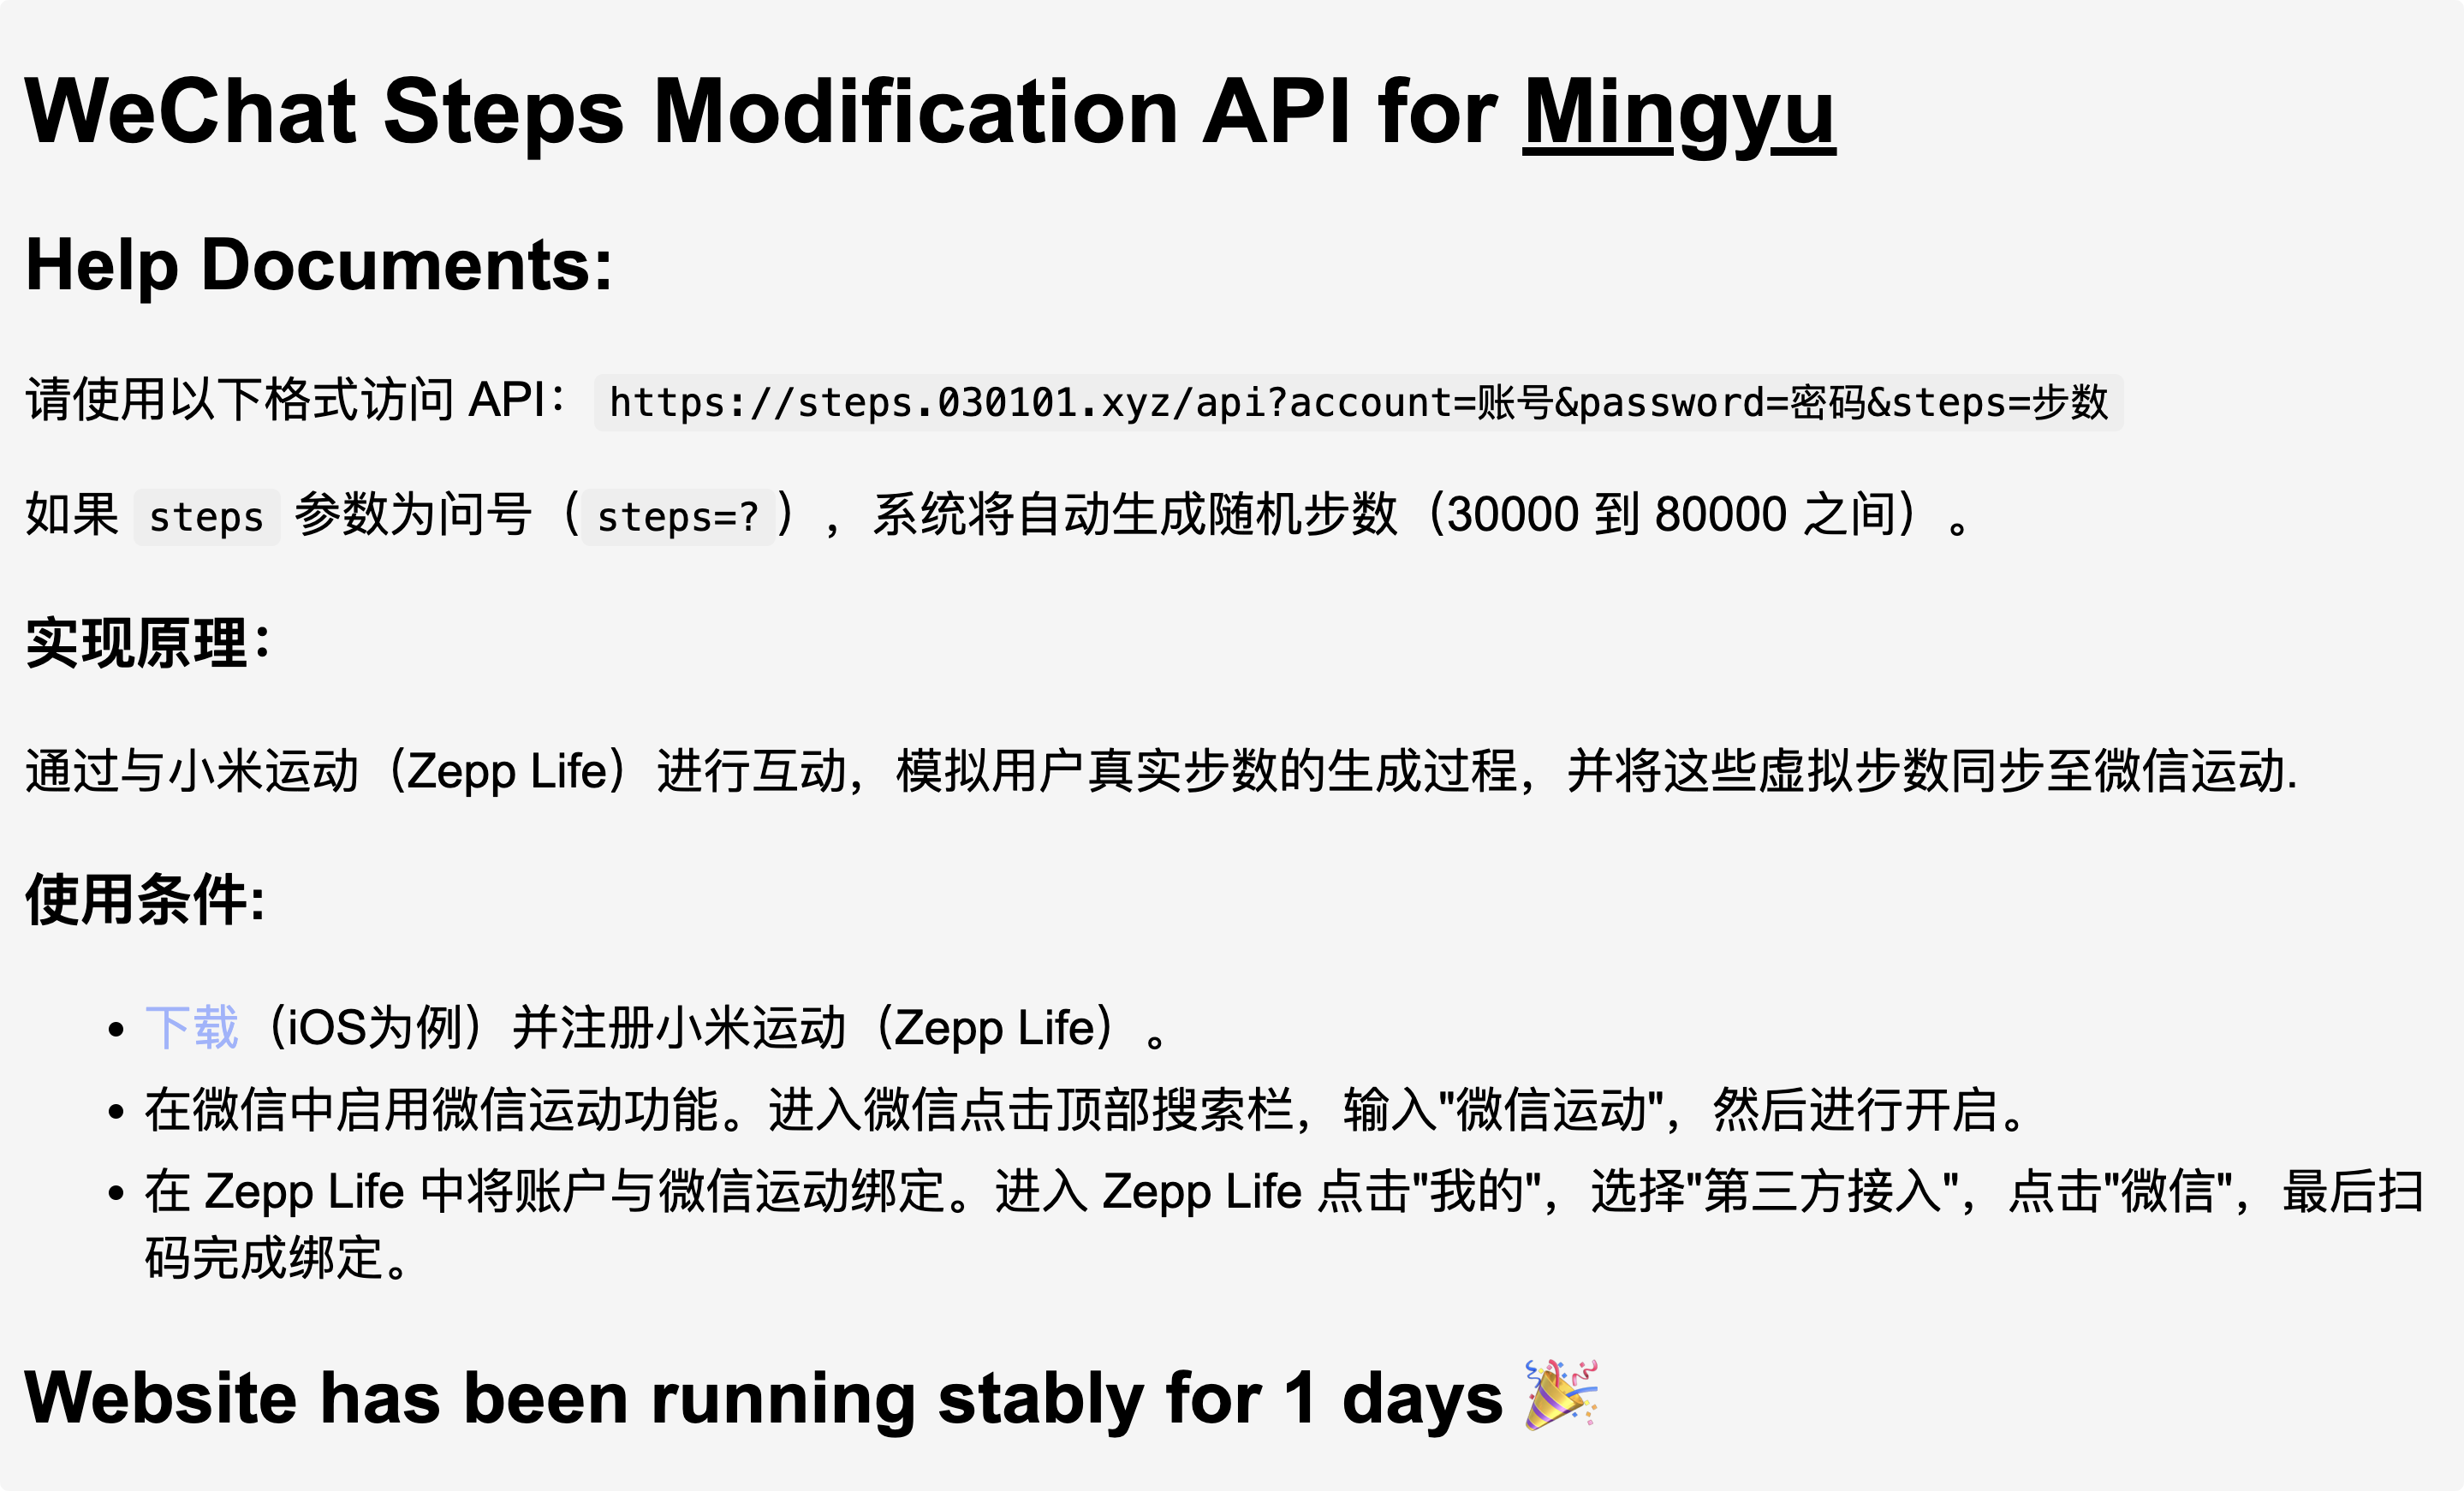 WeChat Steps Modification API for Mingyu
Help Documents:
请使用以下格式访问 API： https://steps.030101.xyz/api?account=账号&password=密码&steps=步数
如果 steps 参数为问号（steps=?），系统将自动生成随机步数（30000 到 80000 之间）。
实现原理：
通过与小米运动（Zepp Life）进行互动，模拟用户真实步数的生成过程，并将这些虚拟步数同步至微信运动.
使用条件:
• 下载（iOS为例）并注册小米运动（Zepp Life）。
• 在微信中启用微信运动功能。进入微信点击顶部搜索栏，输入"微信运动"，然后进行开启。
• 在 Zepp Life 中将账户与微信运动绑定。进入 Zepp Life 点击"我的"，选择"第三方接入"，点击"微信"，最后扫
码完成绑定。
Website has been running stably for 1 days 🎉